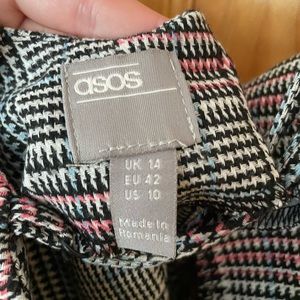 asos
UK 14
EU 42
US 10
Made In
Romania